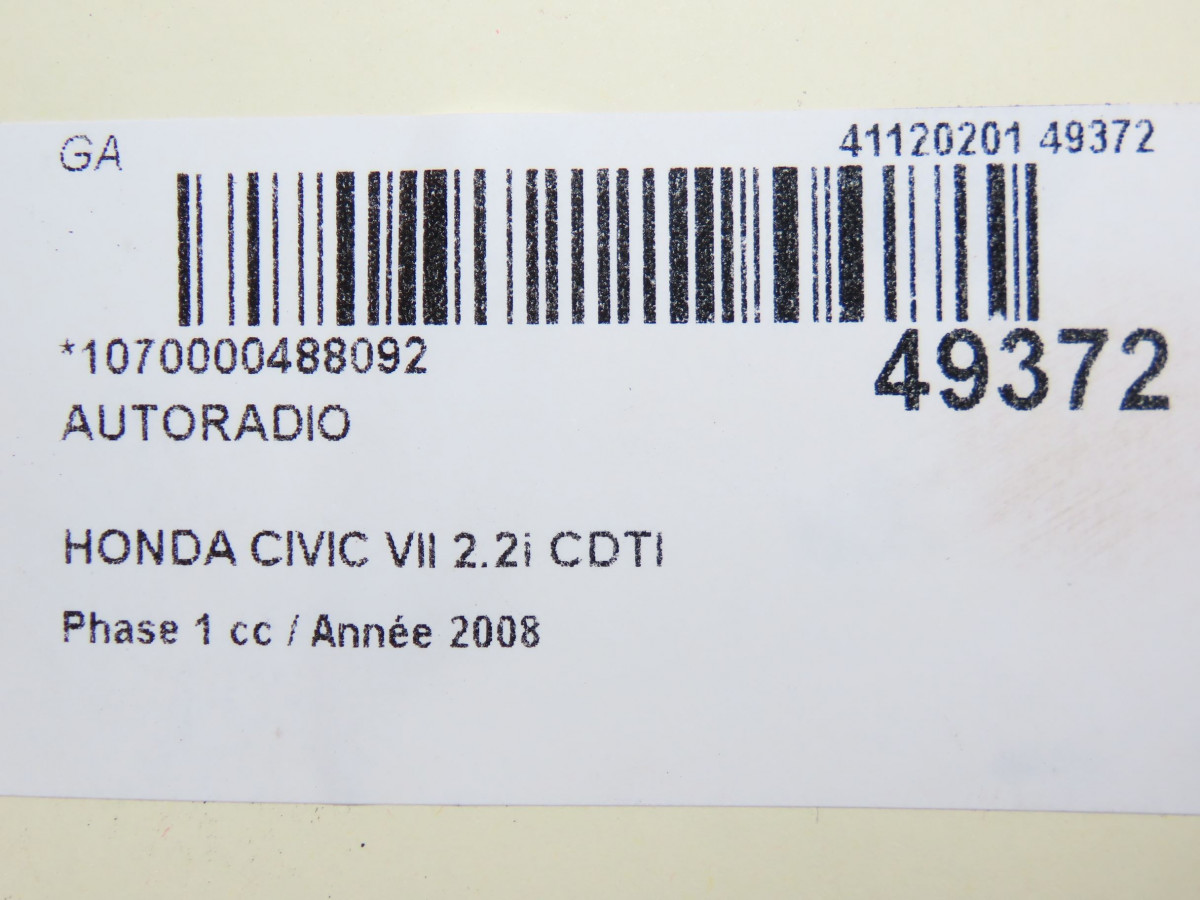 GA
41120201 49372
*1070000488092
49372
AUTORADIO
HONDA CIVIC VII 2.2i CDTI
Phase 1 cc / Année 2008